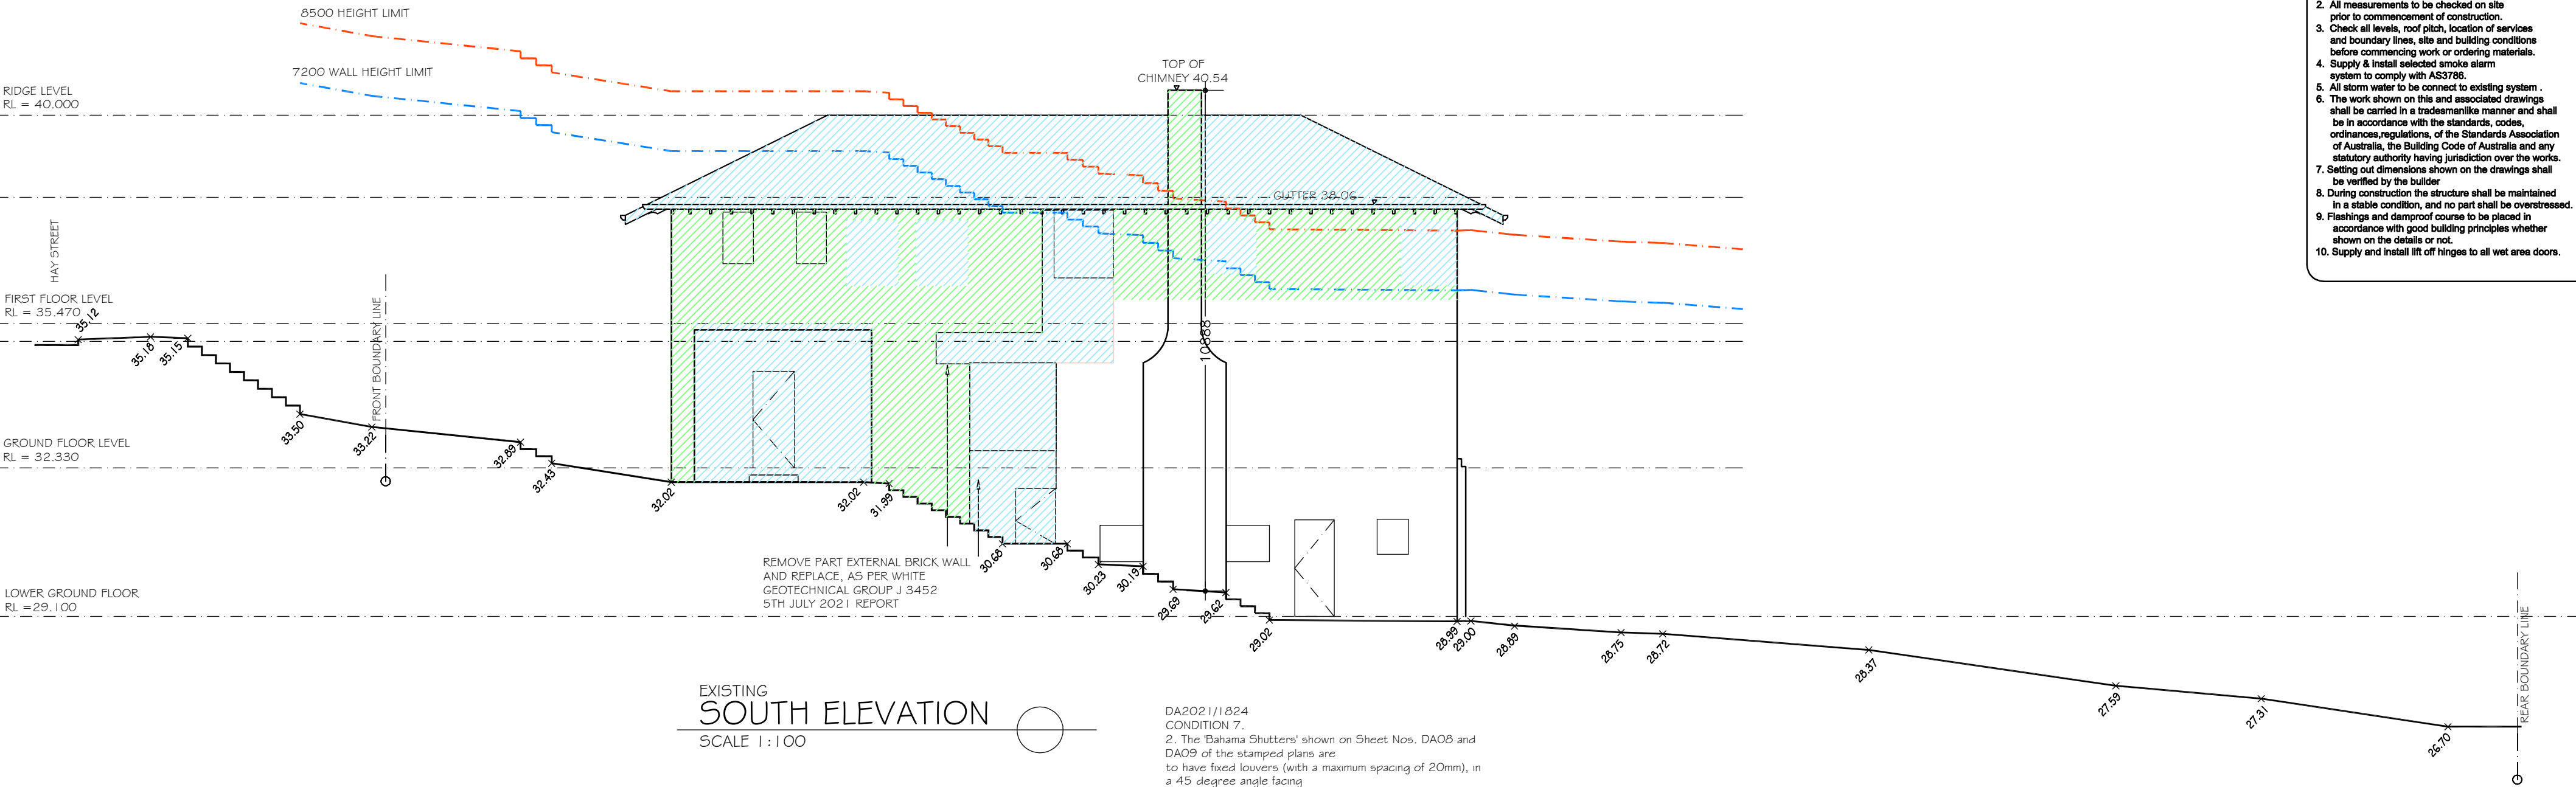 8500 HEIGHT LIMIT
7200 WALL HEIGHT LIMIT
TOP OF
CHIMNEY 40.54
RIDGE LEVEL
RL = 40.000
GUTTER 38.06
HAY STREET
FIRST FLOOR LEVEL
RL = 35.470
35.12
35.18
35.15
FRONT BOUNDARY LINE
10888
33.50
33.22
GROUND FLOOR LEVEL
RL = 32.330
32.89
32.43
32.02
32.02
31.99
30.68
30.68
30.23
30.19
29.69
29.62
29.02
28.99
29.00
28.89
28.75
28.72
28.37
27.59
27.31
26.70
REAR BOUNDARY LINE
REMOVE PART EXTERNAL BRICK WALL
AND REPLACE, AS PER WHITE
GEOTECHNICAL GROUP J 3452
5TH JULY 2021 REPORT
LOWER GROUND FLOOR
RL =29.100
EXISTING
SOUTH ELEVATION
SCALE 1:100
DA2021/1824
CONDITION 7.
2. The 'Bahama Shutters' shown on Sheet Nos. DA08 and
DA09 of the stamped plans are
to have fixed louvers (with a maximum spacing of 20mm), in
a 45 degree angle facing
2. All measurements to be checked on site
prior to commencement of construction.
3. Check all levels, roof pitch, location of services
and boundary lines, site and building conditions
before commencing work or ordering materials.
4. Supply & install selected smoke alarm
system to comply with AS3786.
5. All storm water to be connect to existing system .
6. The work shown on this and associated drawings
shall be carried in a tradesmanlike manner and shall
be in accordance with the standards, codes,
ordinances,regulations, of the Standards Association
of Australia, the Building Code of Australia and any
statutory authority having jurisdiction over the works.
7. Setting out dimensions shown on the drawings shall
be verified by the builder
8. During construction the structure shall be maintained
in a stable condition, and no part shall be overstressed.
9. Flashings and damproof course to be placed in
accordance with good building principles whether
shown on the details or not.
10. Supply and install lift off hinges to all wet area doors.